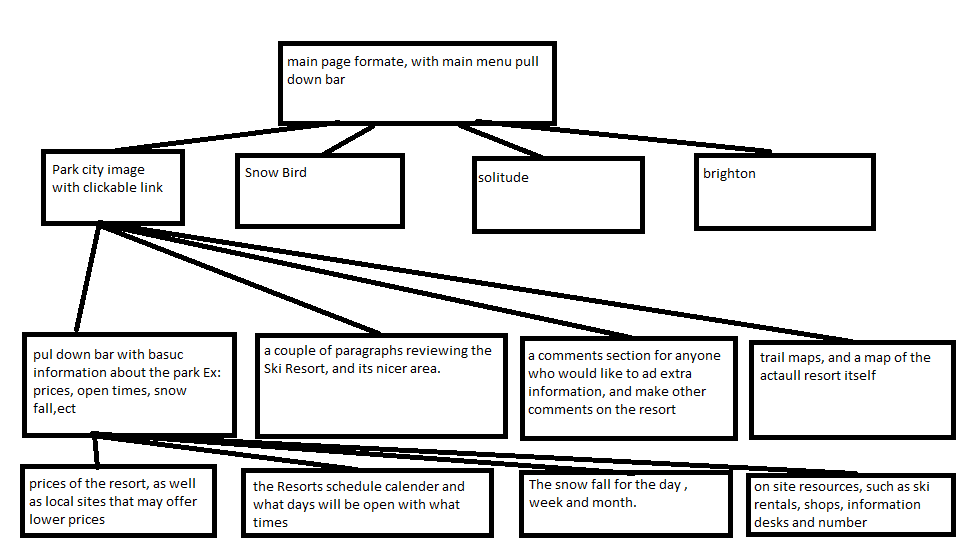 main page formate, with main menu pull
down bar
Park city image
with clickable link
Snow Bird
solitude
brighton
pul down bar with basuc
information about the park Ex:
prices, open times, snow
fall,ect
a couple of paragraphs reviewing the
Ski Resort, and its nicer area.
a comments section for anyone
who would like to ad extra
information, and make other
comments on the resort
trail maps, and a map of the
actaull resort itself
prices of the resort, as well
as local sites that may offer
lower prices
the Resorts schedule calender and
what days will be open with what
times
The snow fall for the day ,
week and month.
on site resources, such as ski
rentals, shops, information
desks and number